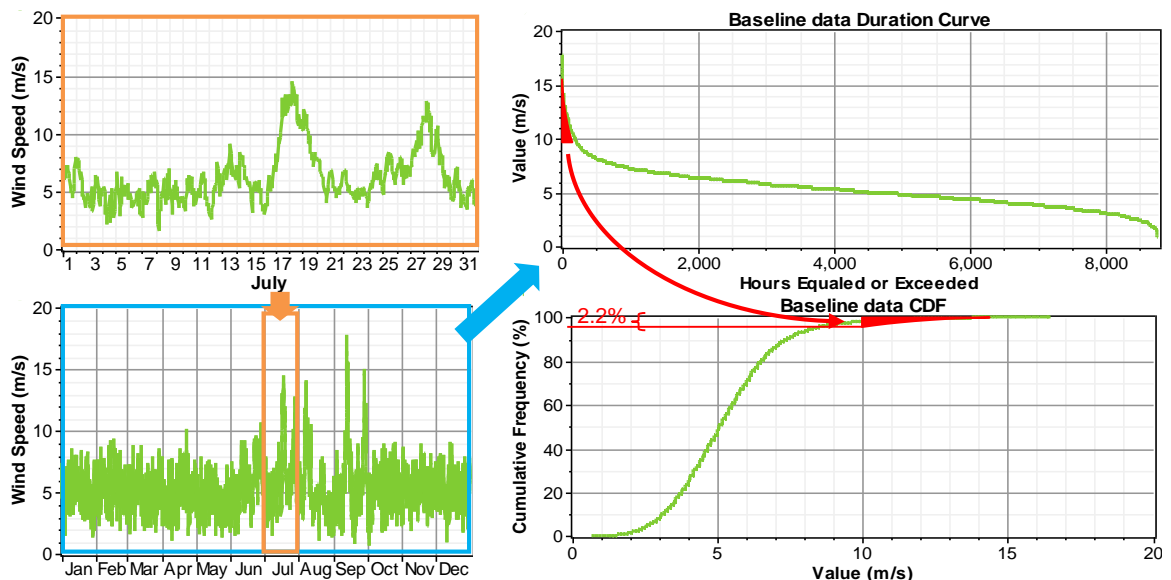 20
15
10
5
0
Wind Speed (m/s)
1 3 5 7 9 11 13 15 17 19 21 23 25 27 29 31
July
Baseline data Duration Curve
20
15
10
5
0
Value (m/s)
0 2,000 4,000 6,000 8,000
Hours Equaled or Exceeded
20
15
10
5
0
Wind Speed (m/s)
Jan Feb Mar Apr May Jun Jul Aug Sep Oct Nov Dec
Baseline data CDF
2.2%
100
80
60
40
20
0
Cumulative Frequency (%)
0 5 10 15 20
Value (m/s)